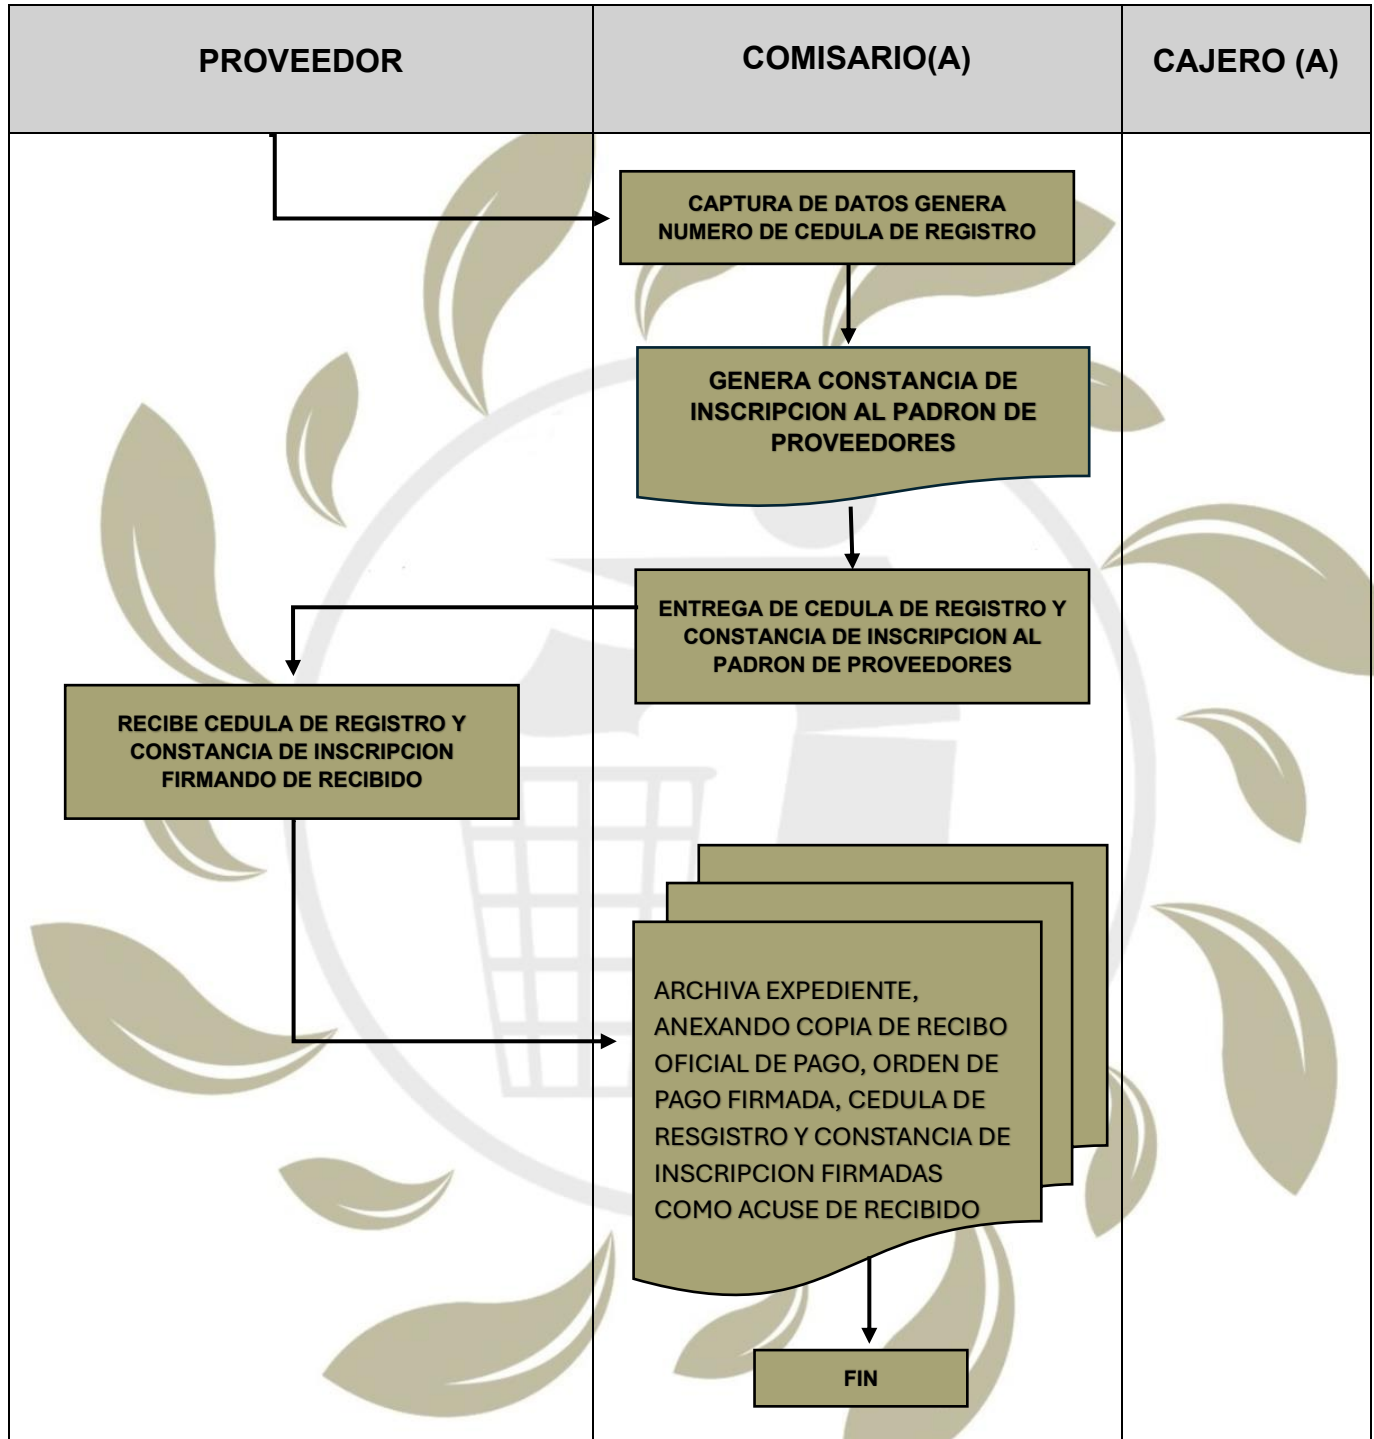 PROVEEDOR
COMISARIO(A)
CAJERO (A)
CAPTURA DE DATOS GENERA
NUMERO DE CEDULA DE REGISTRO
GENERA CONSTANCIA DE
INSCRIPCION AL PADRON DE
PROVEEDORES
ENTREGA DE CEDULA DE REGISTRO Y
CONSTANCIA DE INSCRIPCION AL
PADRON DE PROVEEDORES
RECIBE CEDULA DE REGISTRO Y
CONSTANCIA DE INSCRIPCION
FIRMANDO DE RECIBIDO
ARCHIVA EXPEDIENTE,
ANEXANDO COPIA DE RECIBO
OFICIAL DE PAGO, ORDEN DE
PAGO FIRMADA, CEDULA DE
RESGISTRO Y CONSTANCIA DE
INSCRIPCION FIRMADAS
COMO ACUSE DE RECIBIDO
FIN